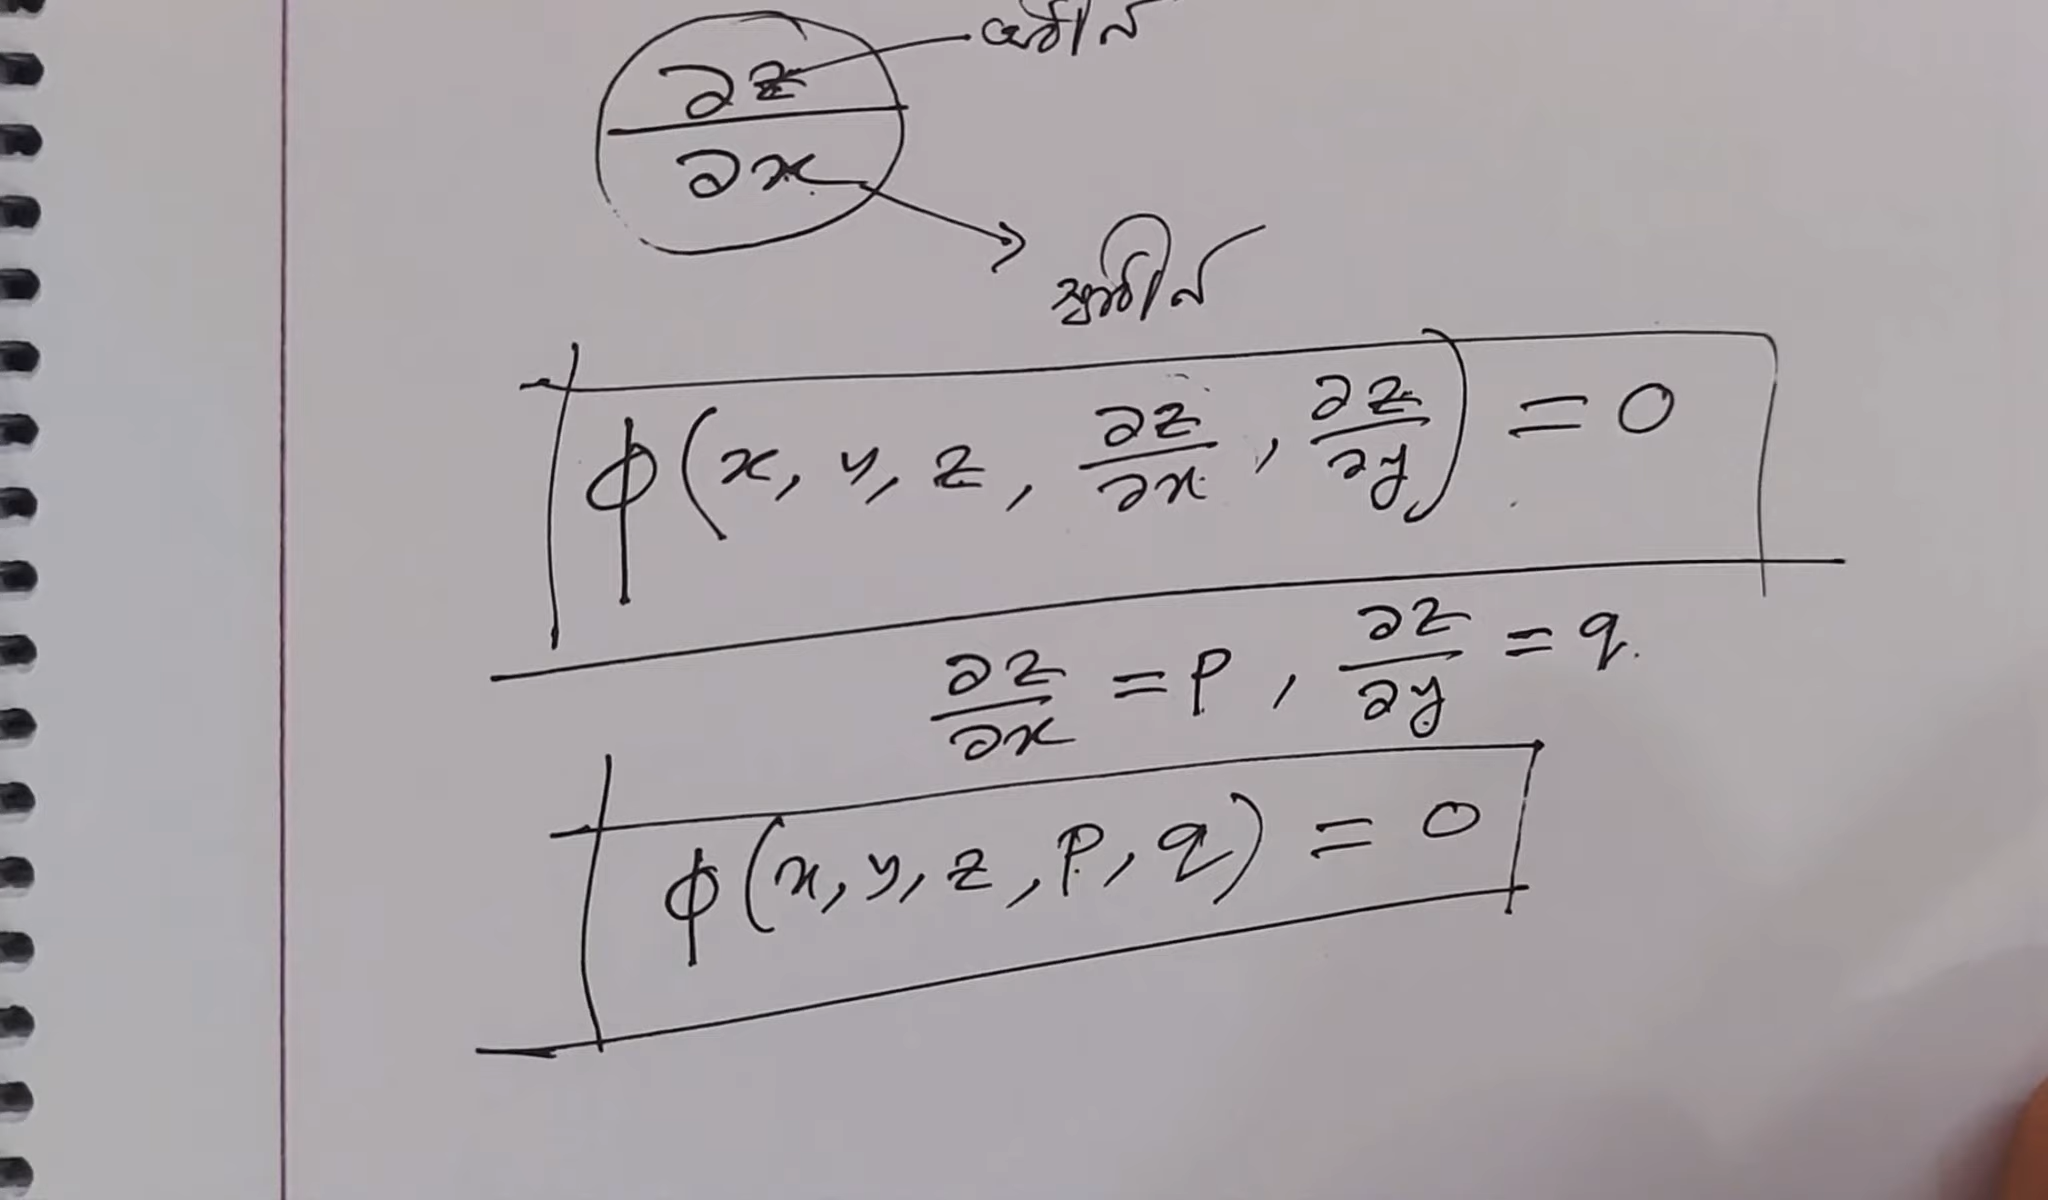 ∂z/∂x
অধীন
স্বাধীন
ϕ(x, y, z, ∂z/∂x, ∂z/∂y) = 0
∂z/∂x = p, ∂z/∂y = q.
ϕ(x, y, z, p, q) = 0